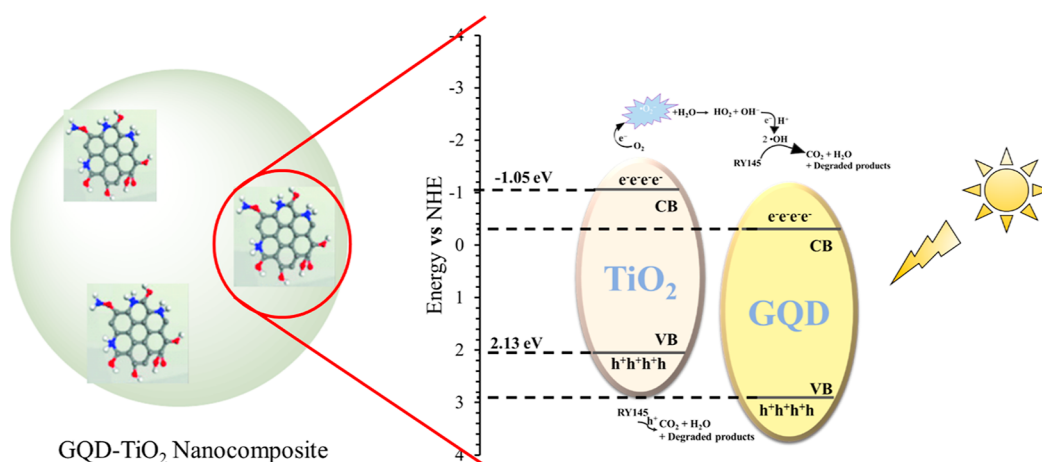 -4
-3
-2
-1
0
1
2
3
4
Energy vs NHE
-1.05 eV
2.13 eV
e⁻
O₂
+H₂O→ HO₂ + OH⁻
e⁻ H⁺
2 •OH
RY145
CO₂ + H₂O
+ Degraded products
e⁻e⁻e⁻e⁻
CB
TiO₂
VB
h⁺h⁺h⁺h
e⁻e⁻e⁻e⁻
CB
GQD
VB
h⁺h⁺h⁺h
RY145
h⁺ CO₂ + H₂O
+ Degraded products
GQD-TiO₂ Nanocomposite